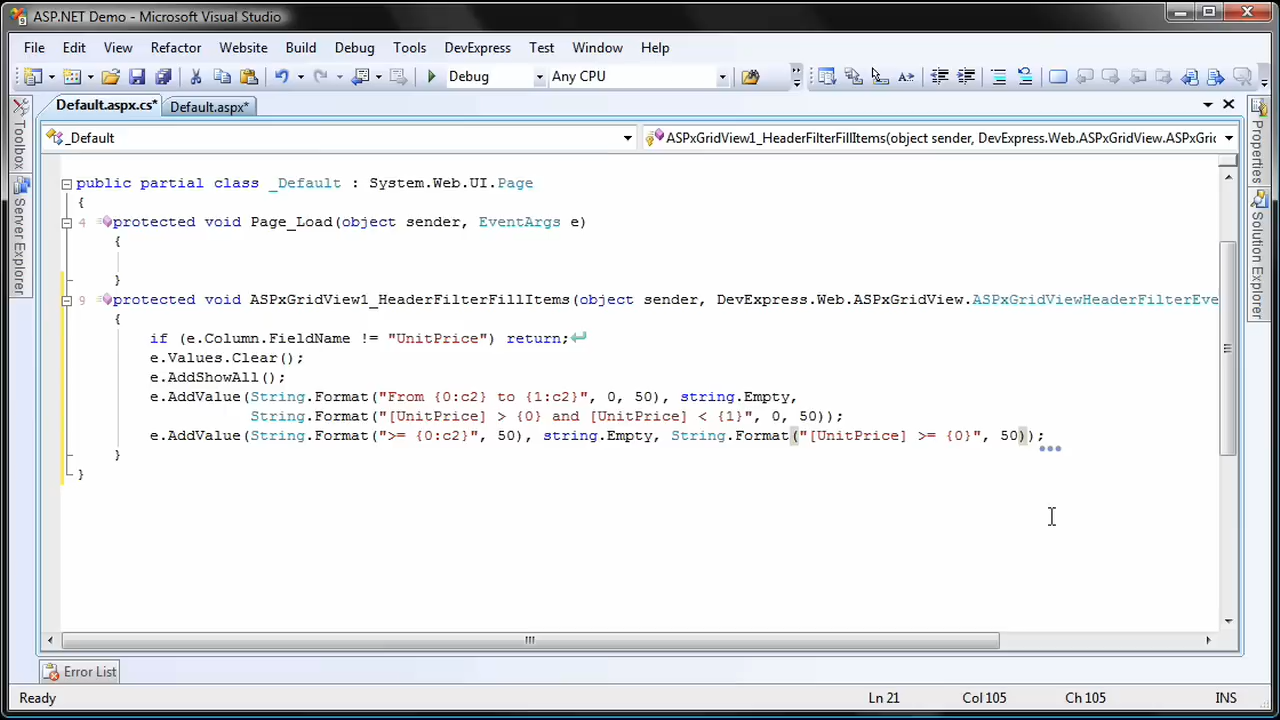 ASP.NET Demo - Microsoft Visual Studio
File Edit View Refactor Website Build Debug Tools DevExpress Test Window Help
Debug Any CPU
Default.aspx.cs* Default.aspx*
_Default ASPxGridView1_HeaderFilterFillItems(object sender, DevExpress.Web.ASPxGridView.ASPxGric
Toolbox
Server Explorer
Properties
Solution Explorer
public partial class _Default : System.Web.UI.Page
{
4 protected void Page_Load(object sender, EventArgs e)
{
}
9 protected void ASPxGridView1_HeaderFilterFillItems(object sender, DevExpress.Web.ASPxGridView.ASPxGridViewHeaderFilterEve
{
if (e.Column.FieldName != "UnitPrice") return;
e.Values.Clear();
e.AddShowAll();
e.AddValue(String.Format("From {0:c2} to {1:c2}", 0, 50), string.Empty,
String.Format("[UnitPrice] > {0} and [UnitPrice] < {1}", 0, 50));
e.AddValue(String.Format(">= {0:c2}", 50), string.Empty, String.Format("[UnitPrice] >= {0}", 50));
}
}
Error List
Ready Ln 21 Col 105 Ch 105 INS